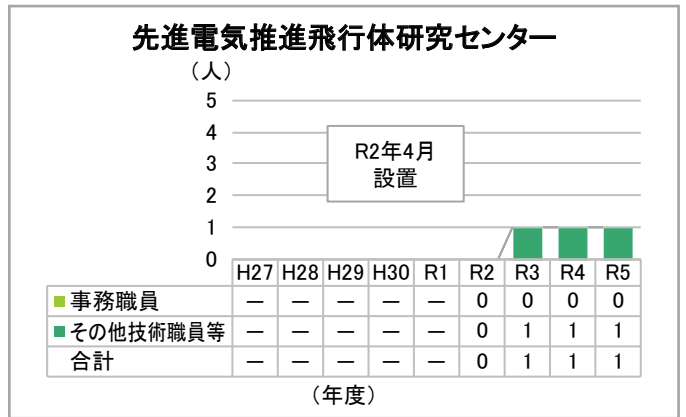 先進電気推進飛行体研究センター
（人）
5
4
3
2
1
0
R2年4月
設置
H27 H28 H29 H30 R1 R2 R3 R4 R5
事務職員 － － － － － 0 0 0 0
その他技術職員等 － － － － － 0 1 1 1
合計 － － － － － 0 1 1 1
（年度）